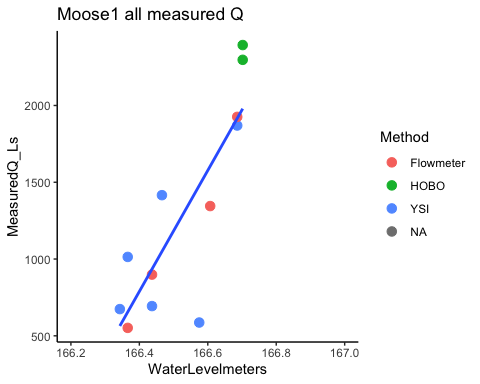 Moose1 all measured Q
MeasuredQ_Ls
2000
1500
1000
500
166.2 166.4 166.6 166.8 167.0
WaterLevelmeters
Method
Flowmeter
HOBO
YSI
NA